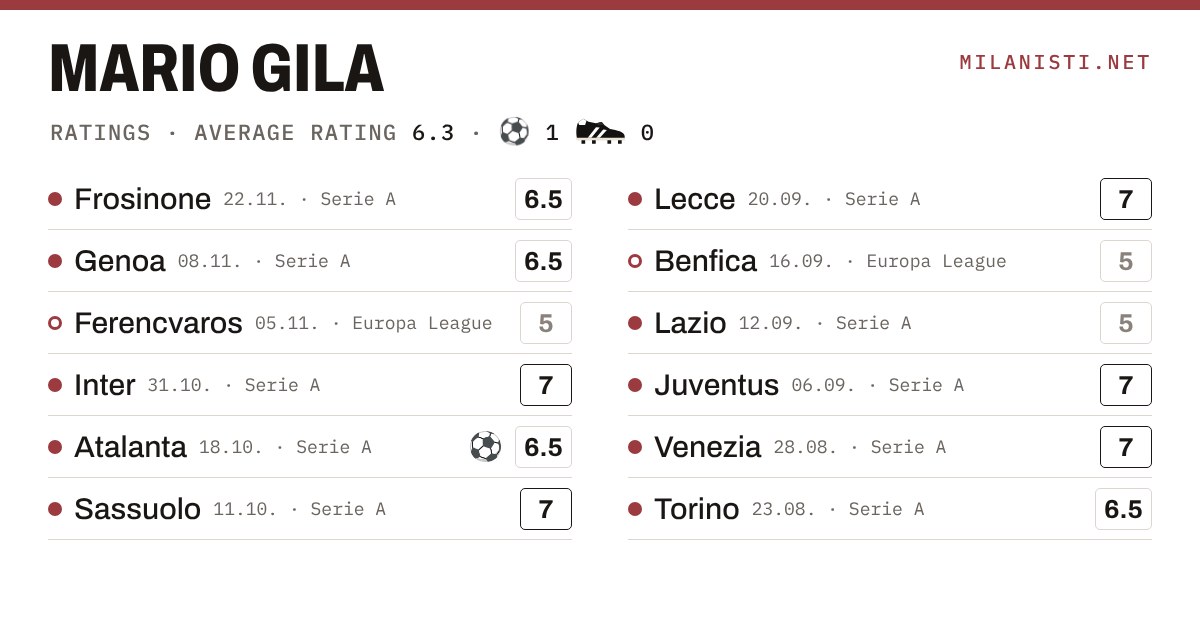 MARIO GILA
MILANISTI.NET
RATINGS · AVERAGE RATING 6.3 · ⚽ 1 0
Frosinone 22.11. · Serie A 6.5
Genoa 08.11. · Serie A 6.5
Ferencvaros 05.11. · Europa League 5
Inter 31.10. · Serie A 7
Atalanta 18.10. · Serie A ⚽ 6.5
Sassuolo 11.10. · Serie A 7
Lecce 20.09. · Serie A 7
Benfica 16.09. · Europa League 5
Lazio 12.09. · Serie A 5
Juventus 06.09. · Serie A 7
Venezia 28.08. · Serie A 7
Torino 23.08. · Serie A 6.5